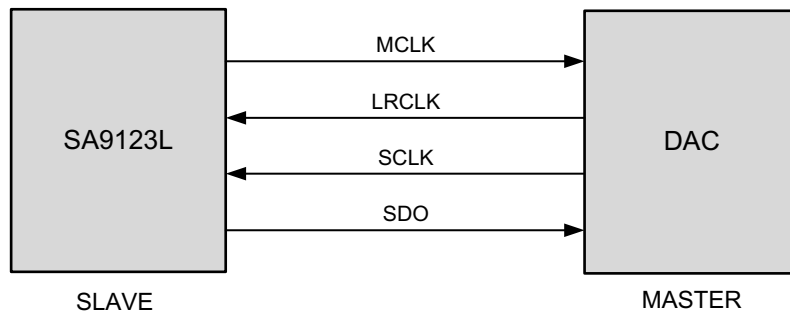 MCLK
LRCLK
SA9123L
DAC
SCLK
SDO
SLAVE
MASTER